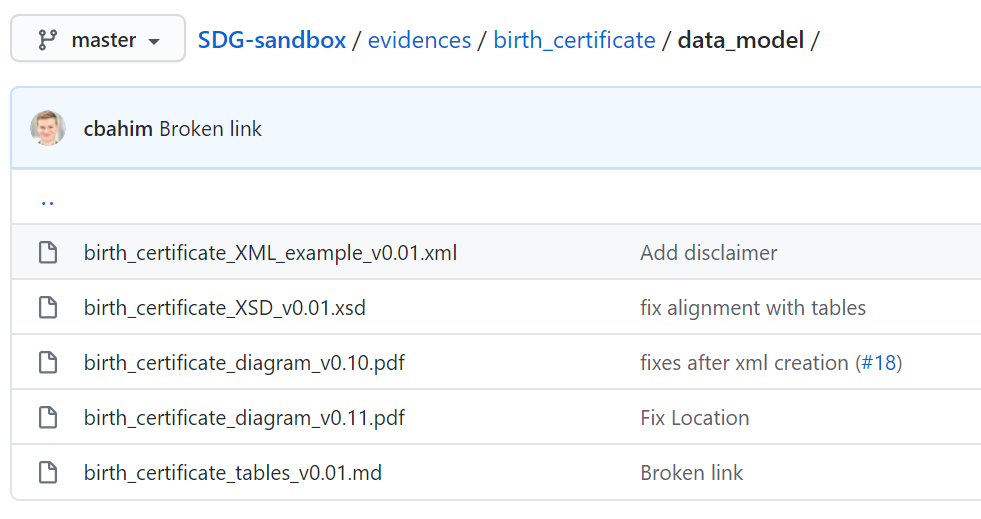 master SDG-sandbox / evidences / birth_certificate / data_model /
cbahim Broken link
..
birth_certificate_XML_example_v0.01.xml Add disclaimer
birth_certificate_XSD_v0.01.xsd fix alignment with tables
birth_certificate_diagram_v0.10.pdf fixes after xml creation (#18)
birth_certificate_diagram_v0.11.pdf Fix Location
birth_certificate_tables_v0.01.md Broken link